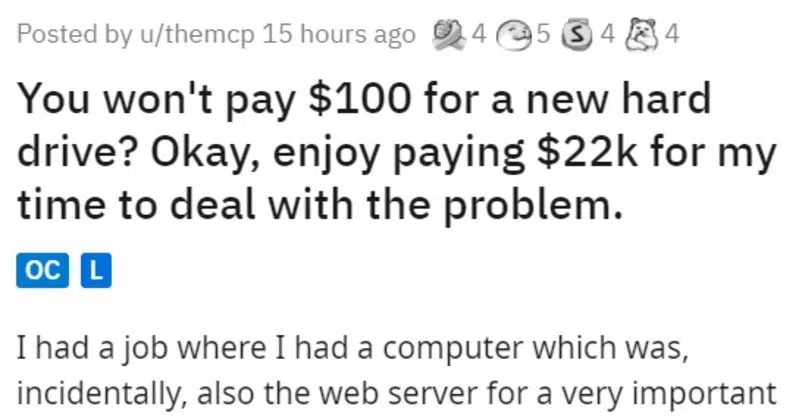 Posted by u/themcp 15 hours ago 4 5 S 4 4
You won't pay $100 for a new hard
drive? Okay, enjoy paying $22k for my
time to deal with the problem.
OC L
I had a job where I had a computer which was,
incidentally, also the web server for a very important